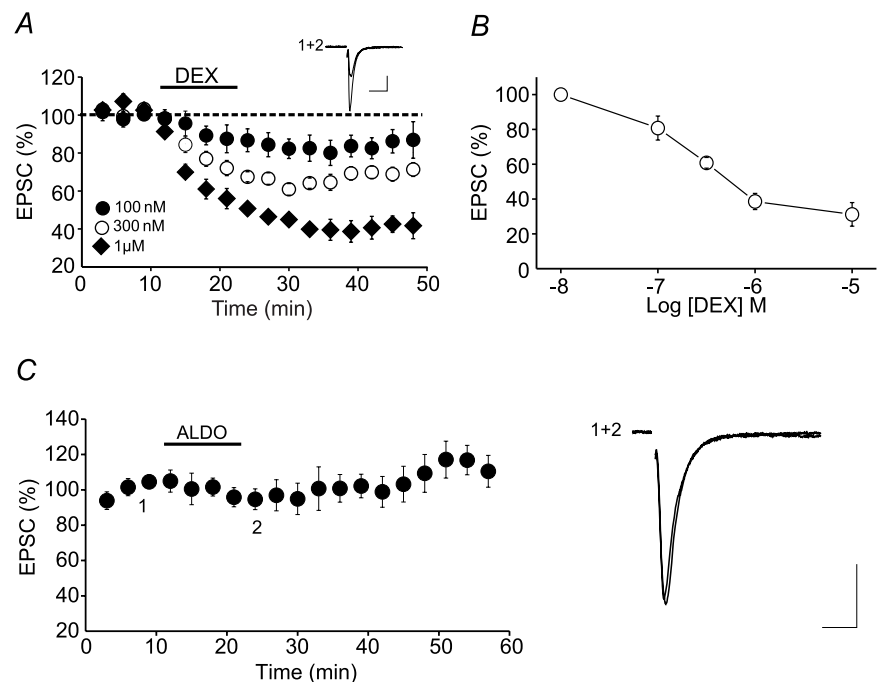 A
1+2
DEX
120
100
80
60
40
20
EPSC (%)
100 nM
300 nM
1µM
0 10 20 30 40 50
Time (min)
B
100
80
60
40
20
0
EPSC (%)
-8 -7 -6 -5
Log [DEX] M
C
140
120
100
80
60
40
20
EPSC (%)
ALDO
1
2
0 10 20 30 40 50 60
Time (min)
1+2